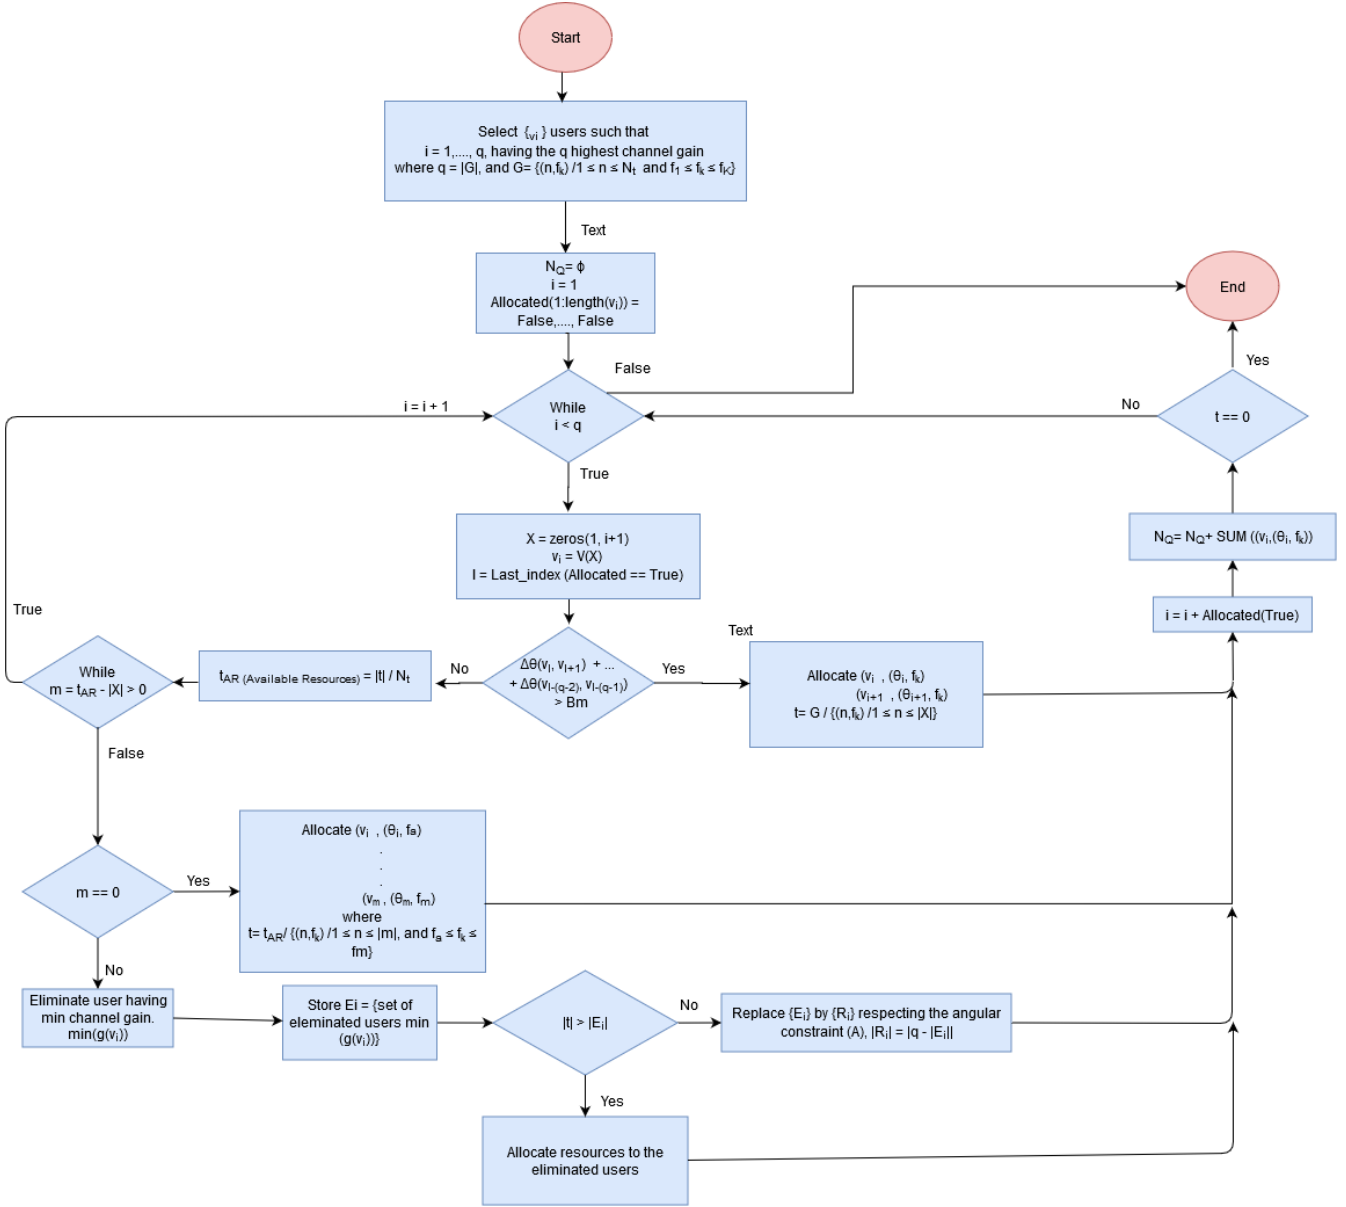 Start
Select {vi } users such that
i = 1,...., q, having the q highest channel gain
where q = |G|, and G= {(n,fk) /1 ≤ n ≤ Nt and f1 ≤ fk ≤ fK}
Text
NQ= ϕ
i = 1
Allocated(1:length(vi)) =
False,...., False
End
False
Yes
i = i + 1
While
i < q
No
t == 0
True
X = zeros(1, i+1)
vi = V(X)
I = Last_index (Allocated == True)
NQ= NQ+ SUM ((vi,(θi, fk))
True
i = i + Allocated(True)
Text
While
m = tAR - |X| > 0
tAR (Available Resources) = |t| / Nt
No
Δθ(vI, vI+1) + ...
+ Δθ(vI-(q-2), vI-(q-1))
> Bm
Yes
Allocate (vi , (θi, fk)
(vi+1 , (θi+1, fk)
t= G / {(n,fk) /1 ≤ n ≤ |X|}
False
m == 0
Yes
Allocate (vi , (θi, fa)
.
.
.
(vm , (θm, fm)
where
t= tAR/ {(n,fk) /1 ≤ n ≤ |m|, and fa ≤ fk ≤
fm}
No
Eliminate user having
min channel gain.
min(g(vi))
Store Ei = {set of
eleminated users min
(g(vi))}
|t| > |Ei|
No
Replace {Ei} by {Ri} respecting the angular
constraint (A), |Ri| = |q - |Ei||
Yes
Allocate resources to the
eliminated users